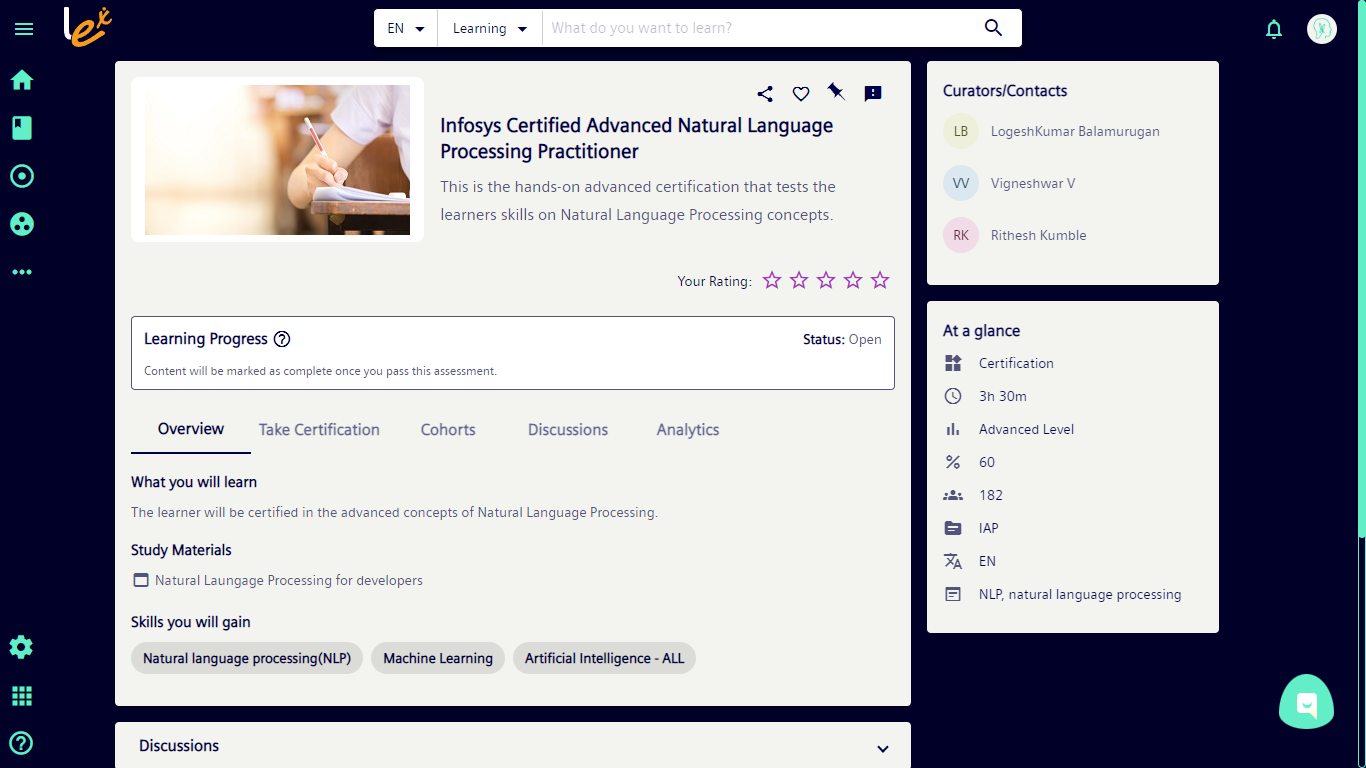 Lex
EN
Learning
What do you want to learn?
Infosys Certified Advanced Natural Language
Processing Practitioner
This is the hands-on advanced certification that tests the
learners skills on Natural Language Processing concepts.
Your Rating:
Learning Progress
Status: Open
Content will be marked as complete once you pass this assessment.
Overview
Take Certification
Cohorts
Discussions
Analytics
What you will learn
The learner will be certified in the advanced concepts of Natural Language Processing.
Study Materials
Natural Laungage Processing for developers
Skills you will gain
Natural language processing(NLP)
Machine Learning
Artificial Intelligence - ALL
Discussions
Curators/Contacts
LB LogeshKumar Balamurugan
VV Vigneshwar V
RK Rithesh Kumble
At a glance
Certification
3h 30m
Advanced Level
60
182
IAP
EN
NLP, natural language processing